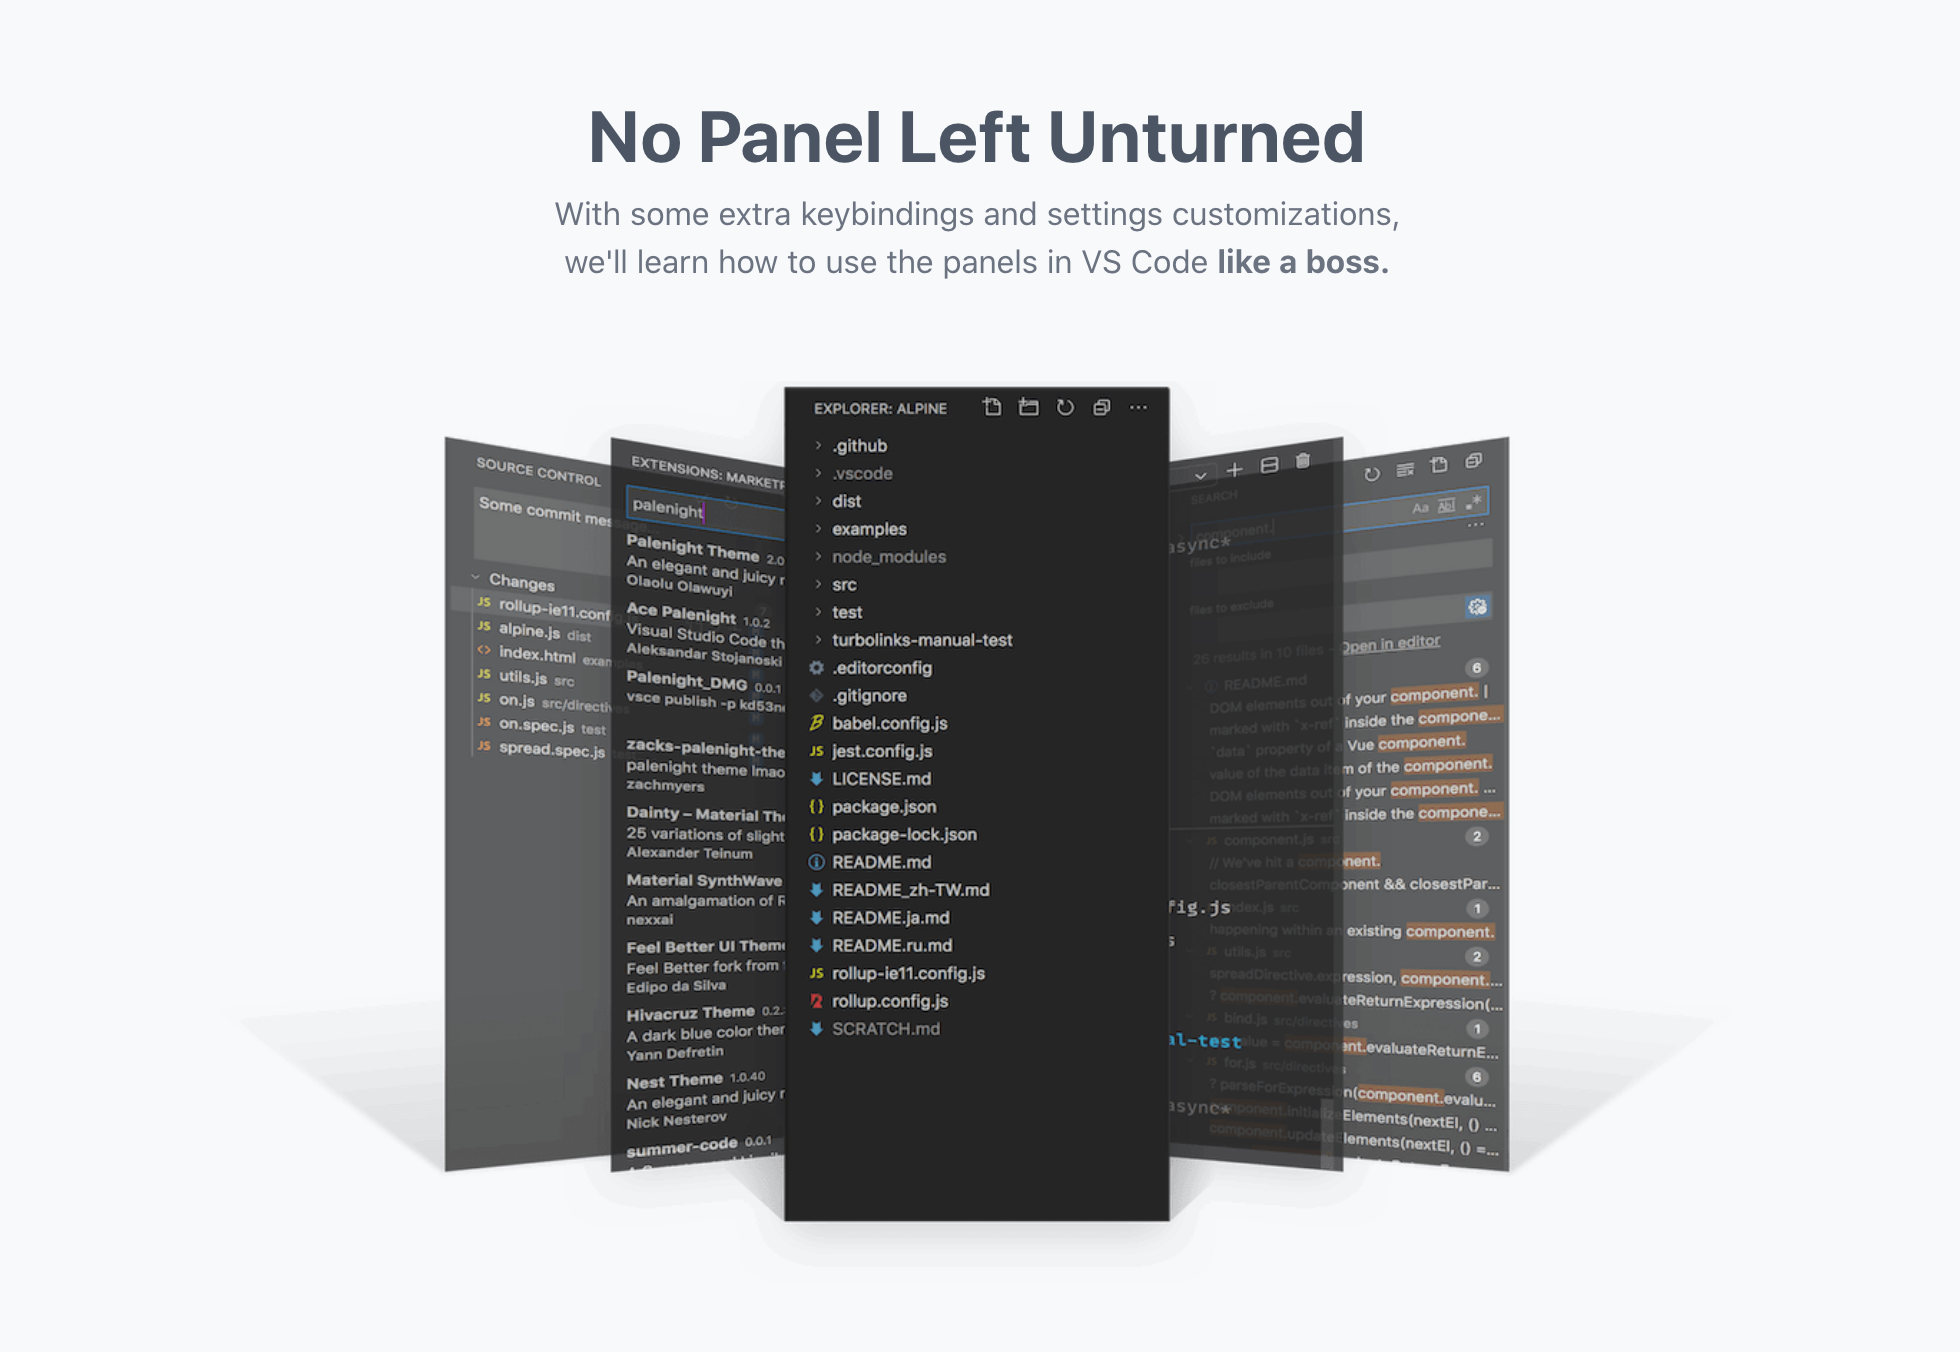 No Panel Left Unturned
With some extra keybindings and settings customizations,
we'll learn how to use the panels in VS Code like a boss.
SOURCE CONTROL
Some commit message
Changes
rollup-ie11.config
alpine.js dist
index.html examples
utils.js src
on.js src/directives
on.spec.js test
spread.spec.js test
EXTENSIONS: MARKETP
palenight
Palenight Theme 2.0
An elegant and juicy
Olaolu Olawuyi
Ace Palenight 1.0.2
Visual Studio Code th
Aleksandar Stojanoski
Palenight_DMG 0.0.1
vsce publish -p kd53n
zacks-palenight-the
palenight theme lmao
zachmyers
Dainty – Material The
25 variations of slight
Alexander Teinum
Material SynthWave
An amalgamation of
nexxai
Feel Better UI Theme
Feel Better fork from
Edipo da Silva
Hivacruz Theme 0.2.
A dark blue color ther
Yann Defretin
Nest Theme 1.0.40
An elegant and juicy
Nick Nesterov
summer-code 0.0.1
EXPLORER: ALPINE
.github
.vscode
dist
examples
node_modules
src
test
turbolinks-manual-test
.editorconfig
.gitignore
babel.config.js
JS jest.config.js
LICENSE.md
{} package.json
{} package-lock.json
README.md
README_zh-TW.md
README.ja.md
README.ru.md
JS rollup-ie11.config.js
rollup.config.js
SCRATCH.md
async*
fig.js
s
al-test
async*
SEARCH
component.
Aa Abl .*
files to include
files to exclude
26 results in 10 files - Open in editor
README.md 6
DOM elements out of your component. |
marked with `x-ref` inside the compone...
`data` property of a Vue component.
value of the data item of the component.
DOM elements out of your component. ...
marked with `x-ref` inside the compone...
JS component.js src 2
// We've hit a component.
closestParentComponent && closestPar...
index.js src 1
happening within an existing component.
JS utils.js src 2
spreadDirective.expression, component....
? component.evaluateReturnExpression(...
JS bind.js src/directives 1
value = component.evaluateReturnE...
JS for.js src/directives 6
? parseForExpression(component.evalu...
component.initializeElements(nextEl, () ...
component.updateElements(nextEl, () =...